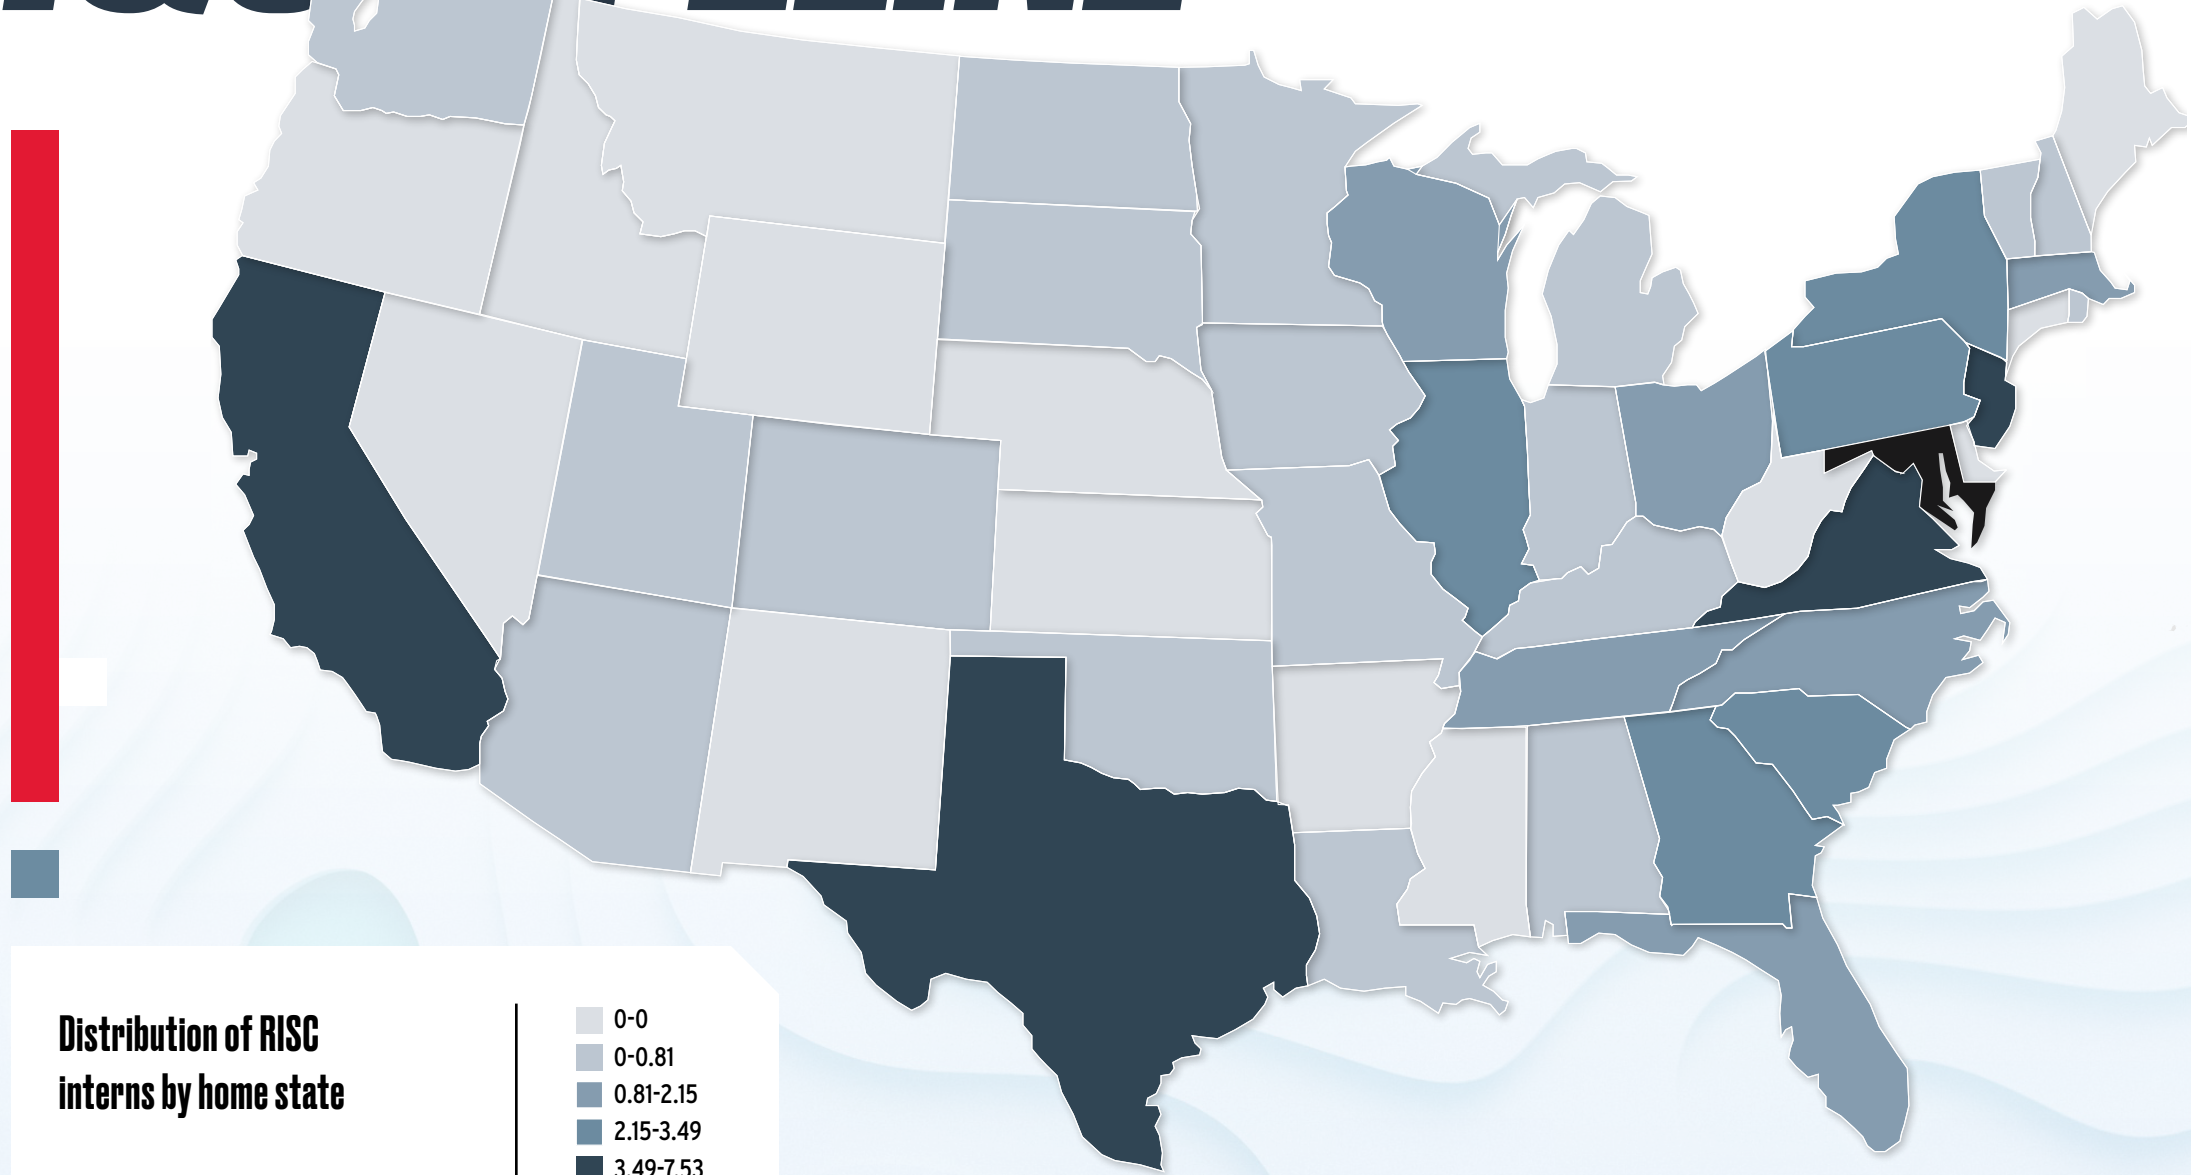 Distribution of RISC
interns by home state
0-0
0-0.81
0.81-2.15
2.15-3.49
3.49-7.53